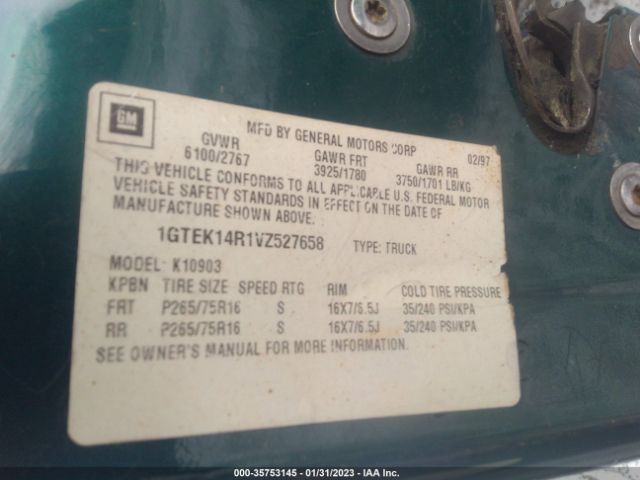 GM
MFD BY GENERAL MOTORS CORP 02/97
GVWR GAWR FRT GAWR RR
6100/2767 3925/1780 3750/1701 LB/KG
THIS VEHICLE CONFORMS TO ALL APPLICABLE U.S. FEDERAL MOTOR
VEHICLE SAFETY STANDARDS IN EFFECT ON THE DATE OF
MANUFACTURE SHOWN ABOVE.
1GTEK14R1VZ527658 TYPE: TRUCK
MODEL: K10903
KPBN TIRE SIZE SPEED RTG RIM COLD TIRE PRESSURE
FRT P265/75R16 S 16X7/6.5J 35/240 PSI/KPA
RR P265/75R16 S 16X7/6.5J 35/240 PSI/KPA
SEE OWNER'S MANUAL FOR MORE INFORMATION.
000-35753145 - 01/31/2023 - IAA Inc.